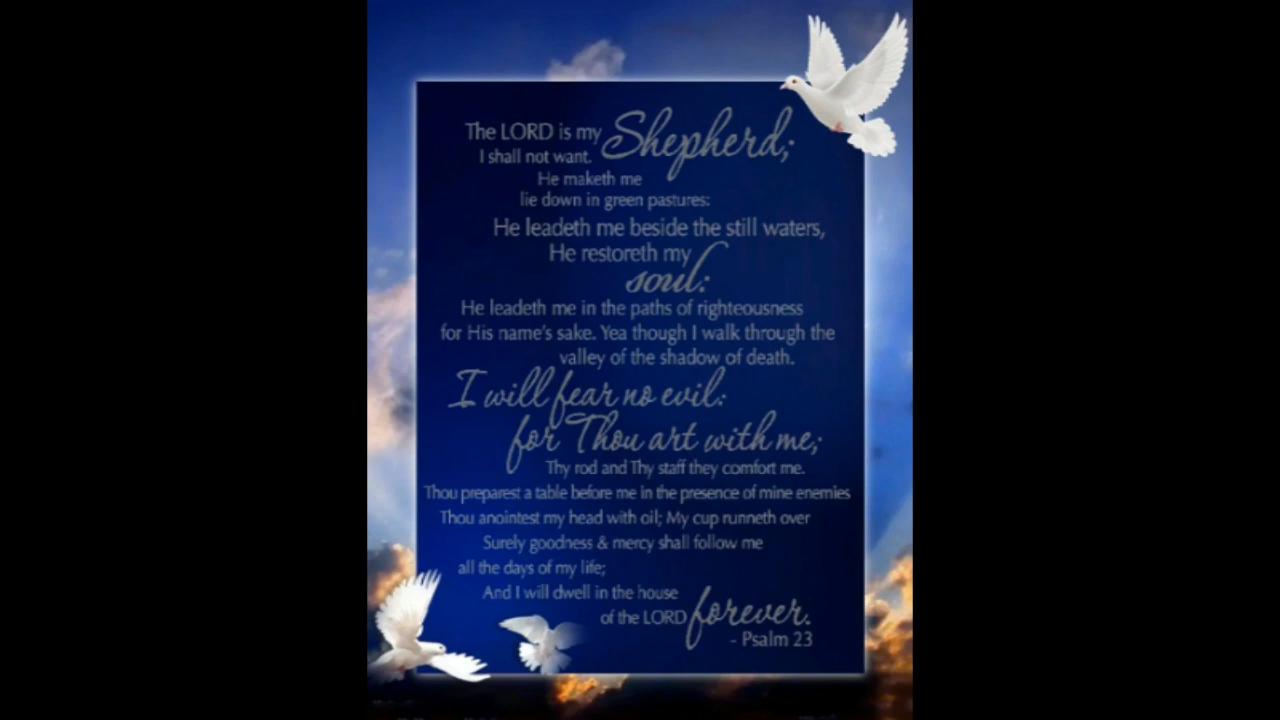 The LORD is my Shepherd;
I shall not want.
He maketh me
lie down in green pastures:
He leadeth me beside the still waters,
He restoreth my
soul:
He leadeth me in the paths of righteousness
for His name's sake. Yea though I walk through the
valley of the shadow of death.
I will fear no evil:
for Thou art with me;
Thy rod and Thy staff they comfort me.
Thou preparest a table before me in the presence of mine enemies
Thou anointest my head with oil; My cup runneth over
Surely goodness & mercy shall follow me
all the days of my life;
And I will dwell in the house
of the LORD forever.
- Psalm 23